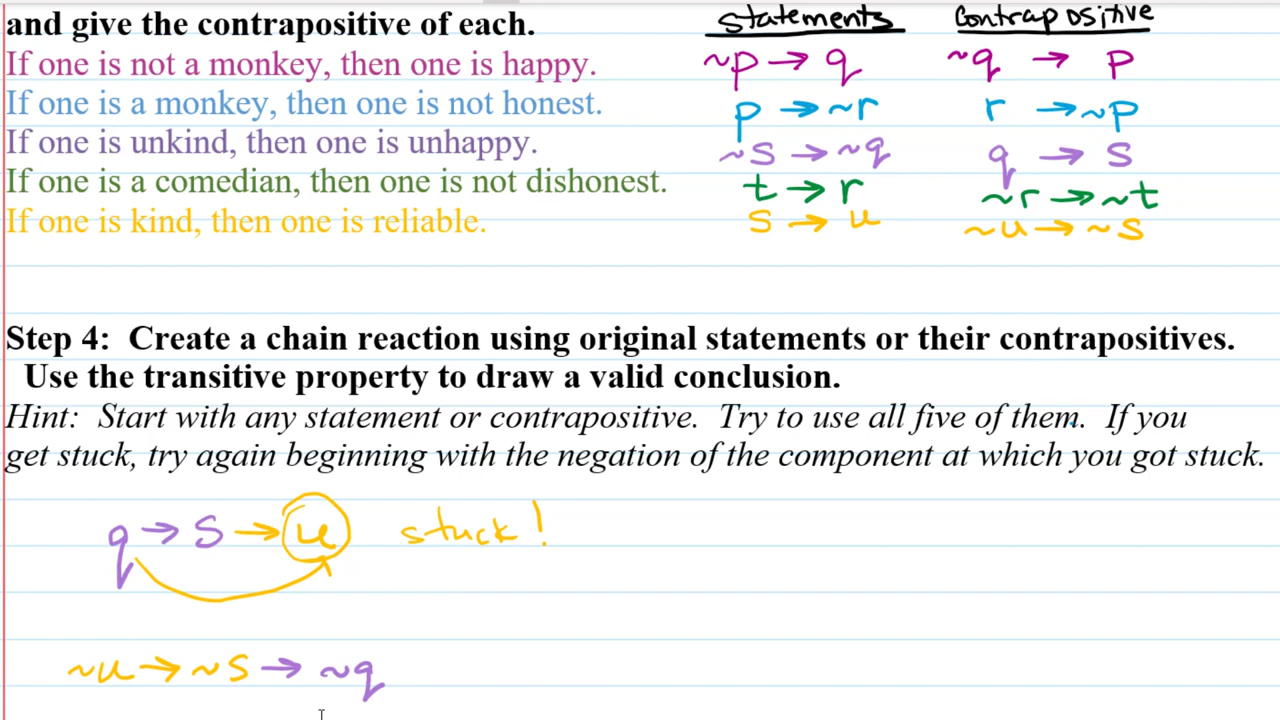 and give the contrapositive of each. statements contrapositive
If one is not a monkey, then one is happy. ~p → q ~q → p
If one is a monkey, then one is not honest. p → ~r r → ~p
If one is unkind, then one is unhappy. ~s → ~q q → s
If one is a comedian, then one is not dishonest. t → r ~r → ~t
If one is kind, then one is reliable. s → u ~u → ~s
Step 4: Create a chain reaction using original statements or their contrapositives.
Use the transitive property to draw a valid conclusion.
Hint: Start with any statement or contrapositive. Try to use all five of them. If you
get stuck, try again beginning with the negation of the component at which you got stuck.
q → s → u stuck!
~u → ~s → ~q